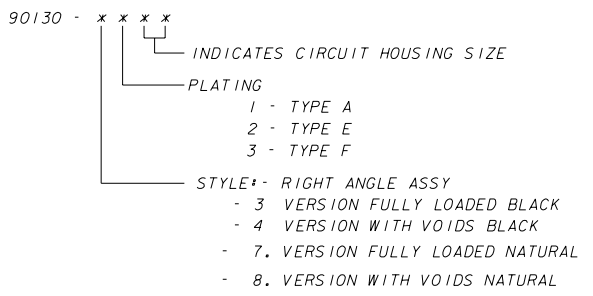 90130 - * * * *
INDICATES CIRCUIT HOUSING SIZE
PLATING
1 - TYPE A
2 - TYPE E
3 - TYPE F
STYLE:- RIGHT ANGLE ASSY
- 3 VERSION FULLY LOADED BLACK
- 4 VERSION WITH VOIDS BLACK
- 7. VERSION FULLY LOADED NATURAL
- 8. VERSION WITH VOIDS NATURAL